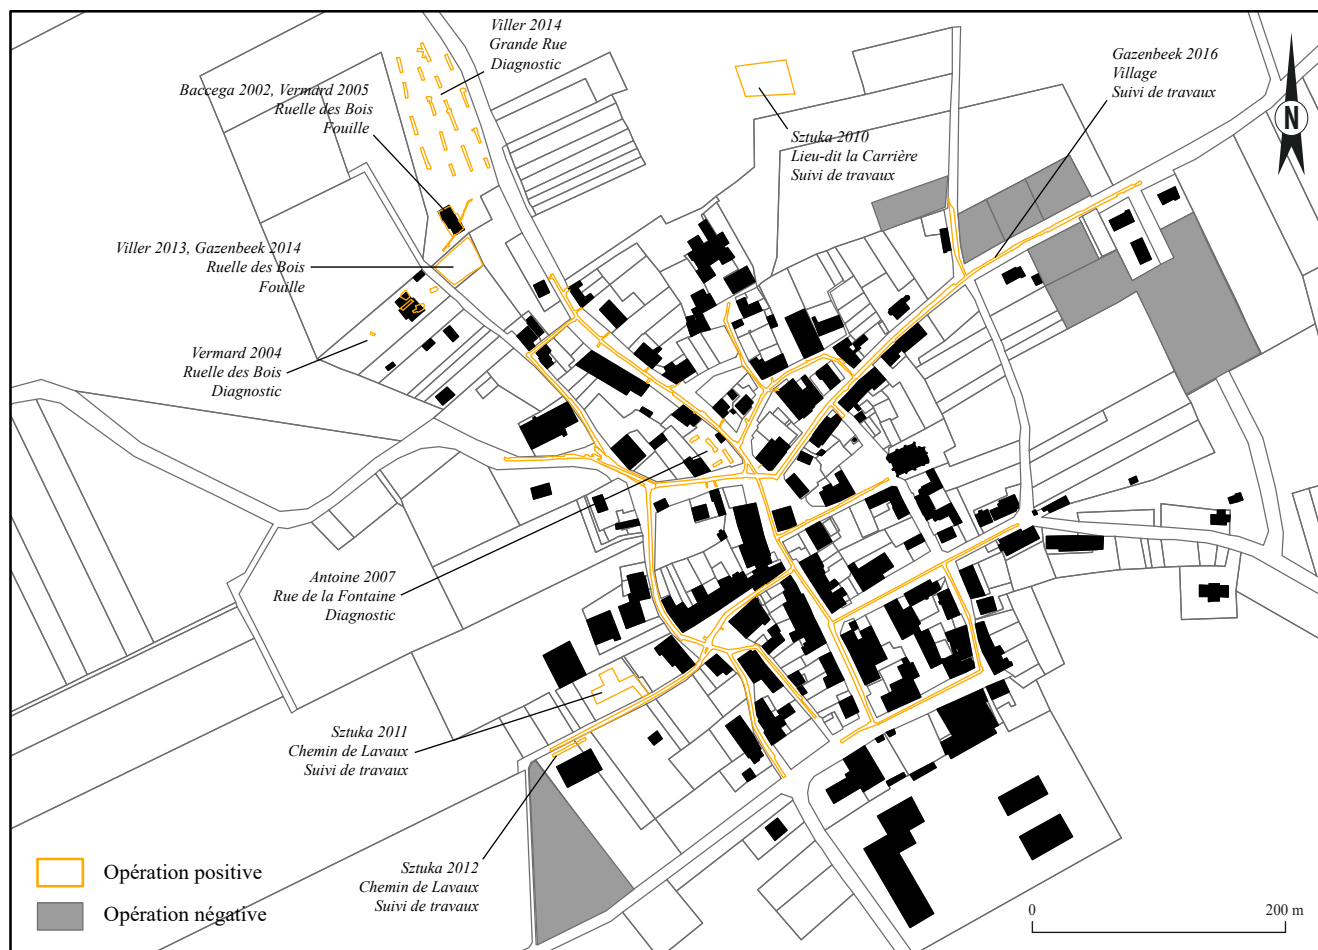 Viller 2014
Grande Rue
Diagnostic
Baccega 2002, Vermard 2005
Ruelle des Bois
Fouille
Gazenbeek 2016
Village
Suivi de travaux
N
Sztuka 2010
Lieu-dit la Carrière
Suivi de travaux
Viller 2013, Gazenbeek 2014
Ruelle des Bois
Fouille
Vermard 2004
Ruelle des Bois
Diagnostic
Antoine 2007
Rue de la Fontaine
Diagnostic
Sztuka 2011
Chemin de Lavaux
Suivi de travaux
Sztuka 2012
Chemin de Lavaux
Suivi de travaux
Opération positive
Opération négative
0 200 m